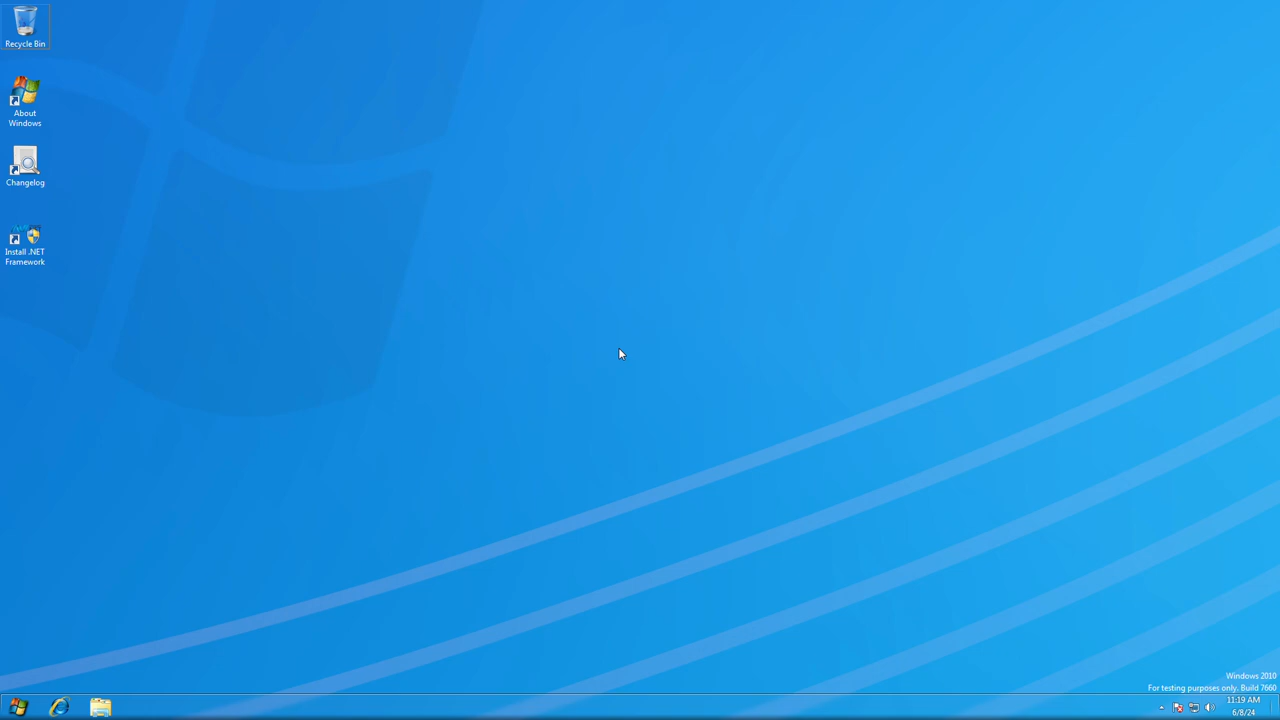 Recycle Bin
About
Windows
Changelog
Install .NET
Framework
Windows 2010
For testing purposes only. Build 7660
11:19 AM
6/8/24